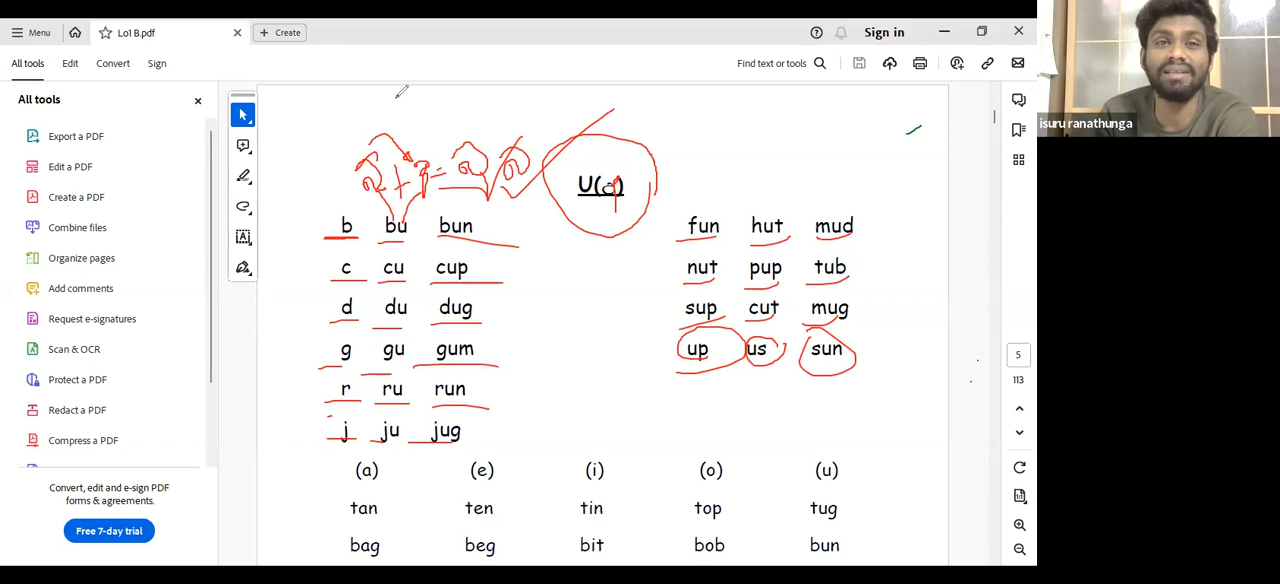 Menu
Lo1 B.pdf
Create
Sign in
All tools
Edit
Convert
Sign
Find text or tools
All tools
Export a PDF
Edit a PDF
Create a PDF
Combine files
Organize pages
Add comments
Request e-signatures
Scan & OCR
Protect a PDF
Redact a PDF
Compress a PDF
Convert, edit and e-sign PDF
forms & agreements.
Free 7-day trial
b bu bun
c cu cup
d du dug
g gu gum
r ru run
j ju jug
fun hut mud
nut pup tub
sup cut mug
up us sun
(a) (e) (i) (o) (u)
tan ten tin top tug
bag beg bit bob bun
5
113
isuru ranathunga